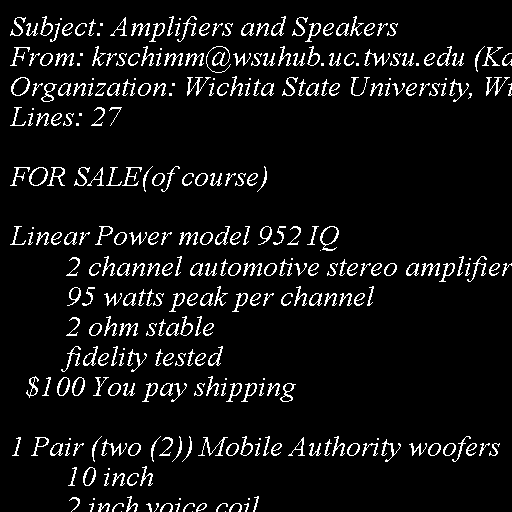 Subject: Amplifiers and Speakers
From: krschimm@wsuhub.uc.twsu.edu (Ka
Organization: Wichita State University, Wi
Lines: 27

FOR SALE(of course)

Linear Power model 952 IQ
2 channel automotive stereo amplifier
95 watts peak per channel
2 ohm stable
fidelity tested
$100 You pay shipping

1 Pair (two (2)) Mobile Authority woofers
10 inch
2 inch voice coil